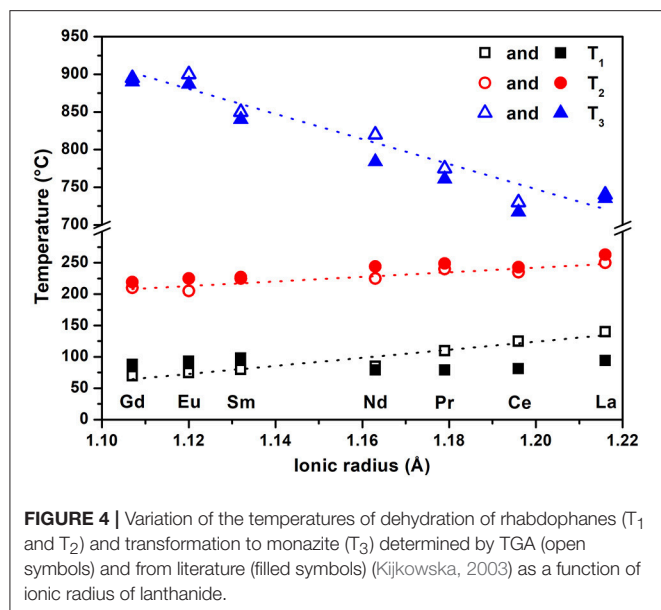 950
900
850
800
750
700
250
200
150
100
50
0
Temperature (°C)
and T₁
and T₂
and T₃
Gd Eu Sm Nd Pr Ce La
1.10 1.12 1.14 1.16 1.18 1.20 1.22
Ionic radius (Å)
FIGURE 4 | Variation of the temperatures of dehydration of rhabdophanes (T₁
and T₂) and transformation to monazite (T₃) determined by TGA (open
symbols) and from literature (filled symbols) (Kijkowska, 2003) as a function of
ionic radius of lanthanide.